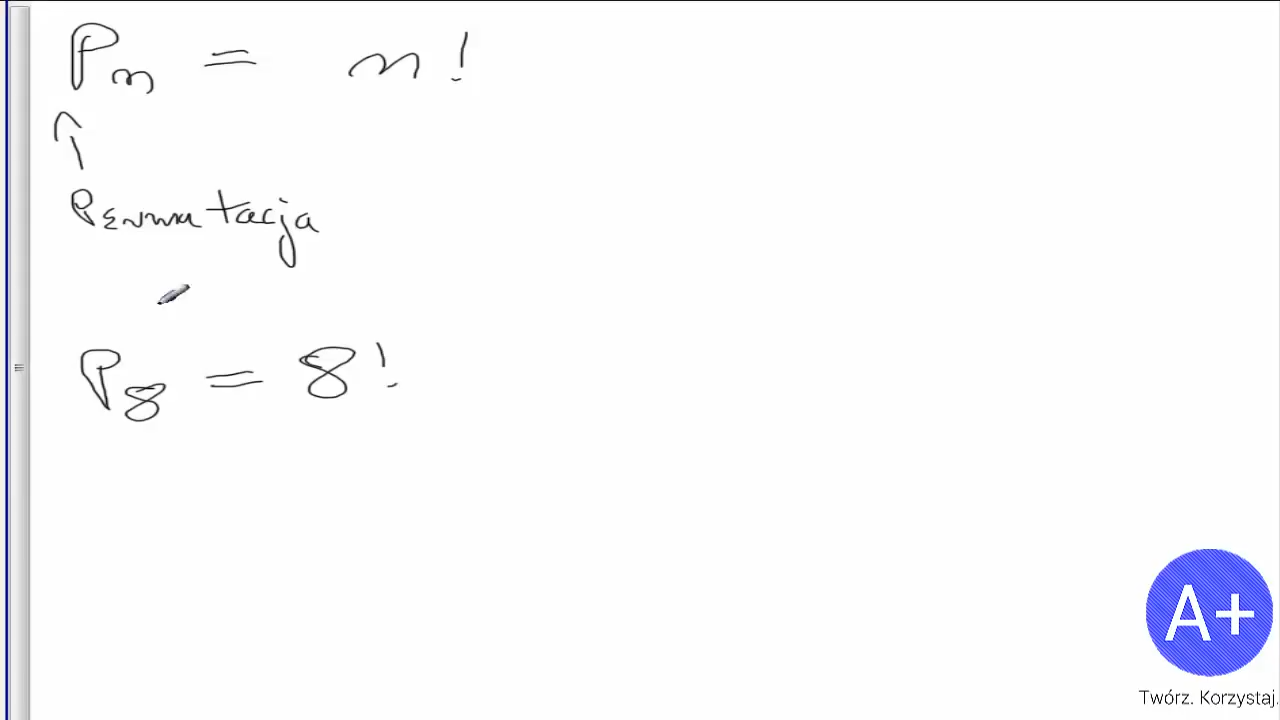 Pn = n!
Permutacja
P8 = 8!
A+
Twórz. Korzystaj.